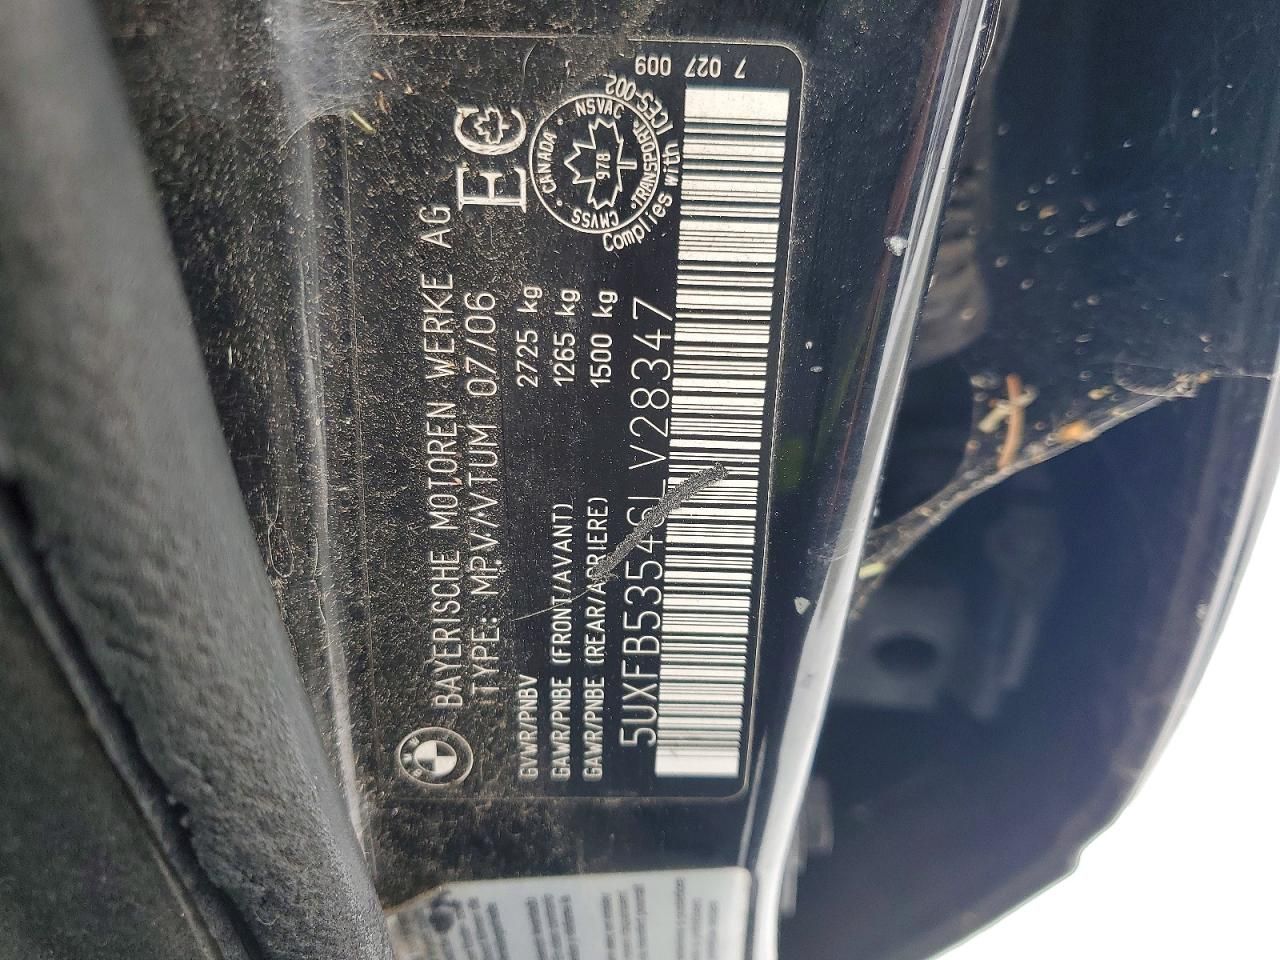 BAYERISCHE MOTOREN WERKE AG
TYPE: MPV/VTUM 07/06
EC
GVWR/PNBV 2725 kg
GAWR/PNBE (FRONT/AVANT) 1265 kg
GAWR/PNBE (REAR/ARRIERE) 1500 kg
CANADA • NSVAC • TRANSPORT • CMVSS
978
Complies with ICES-002
5UXFB53546LV28347
7 027 009